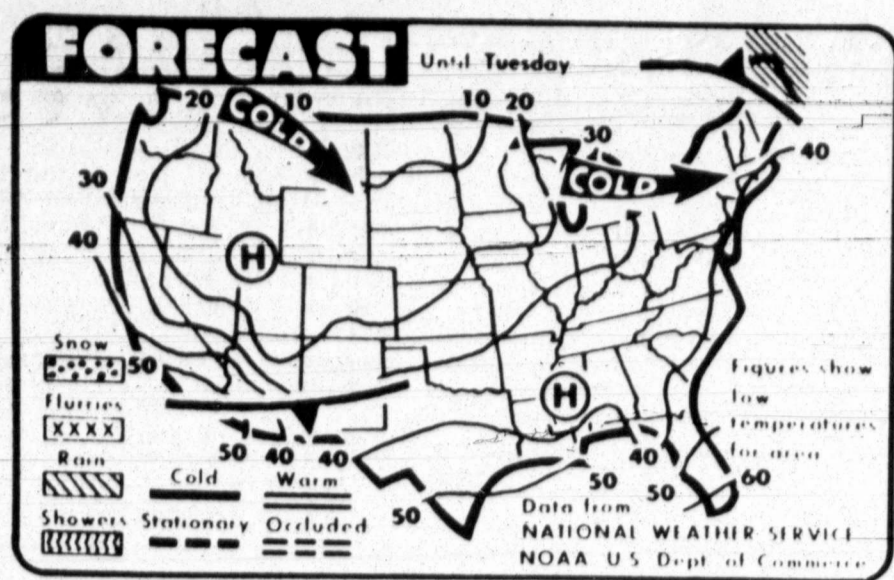 FORECAST Until Tuesday
20 COLD 10 10 20
30 40
COLD
30
40
H
50
Snow
Flurries
XXXX
Rain
Showers
Cold
Stationary
Warm
Occluded
H
50 40 40
50
50
40
50
60
Figures show
low
temperatures
for area
Data from
NATIONAL WEATHER SERVICE
NOAA U S Dept of Commerce